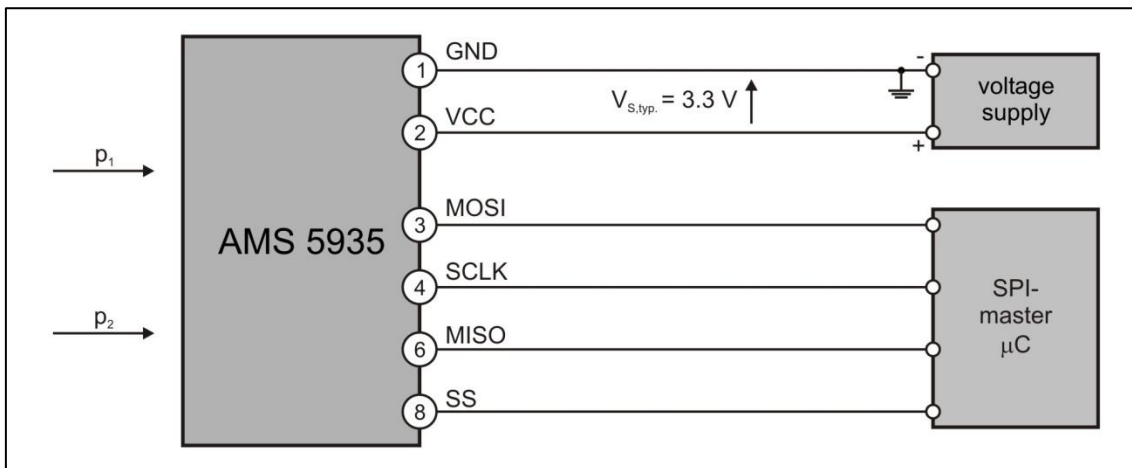 GND
1
-
voltage
supply
V_S,typ. = 3.3 V
VCC
2
+
p₁
MOSI
3
AMS 5935
SCLK
4
SPI-
master
μC
p₂
MISO
6
SS
8